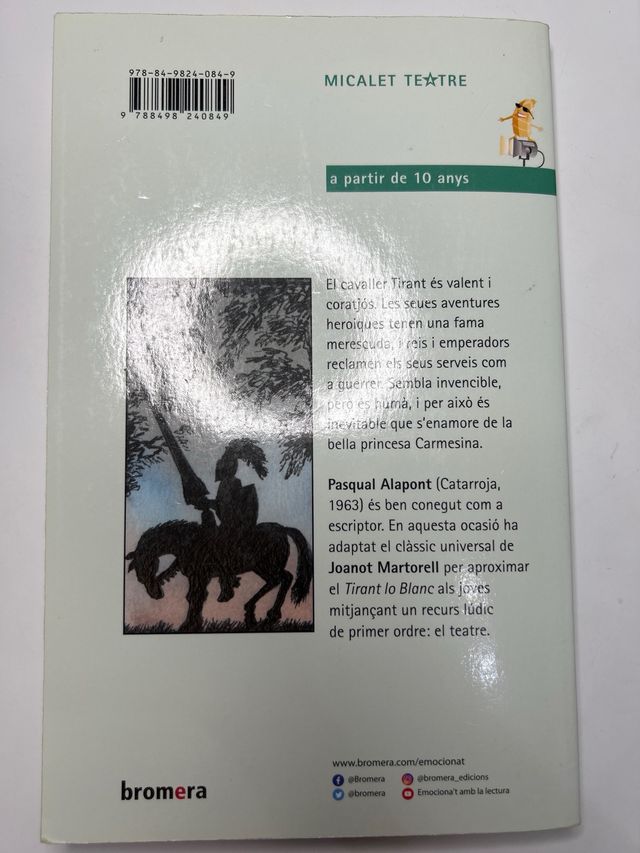 978-84-9824-084-9
9 788498 240849
MICALET TEATRE
a partir de 10 anys
El cavaller Tirant és valent i
coratjós. Les seues aventures
heroiques tenen una fama
merescuda, i reis i emperadors
reclamen els seus serveis com
a guerrer. Sembla invencible,
però és humà, i per això és
inevitable que s'enamore de la
bella princesa Carmesina.
Pasqual Alapont (Catarroja,
1963) és ben conegut com a
escriptor. En aquesta ocasió ha
adaptat el clàssic universal de
Joanot Martorell per aproximar
el Tirant lo Blanc als joves
mitjançant un recurs lúdic
de primer ordre: el teatre.
www.bromera.com/emocionat
@Bromera
@bromera_edicions
@bromera
Emociona't amb la lectura
bromera